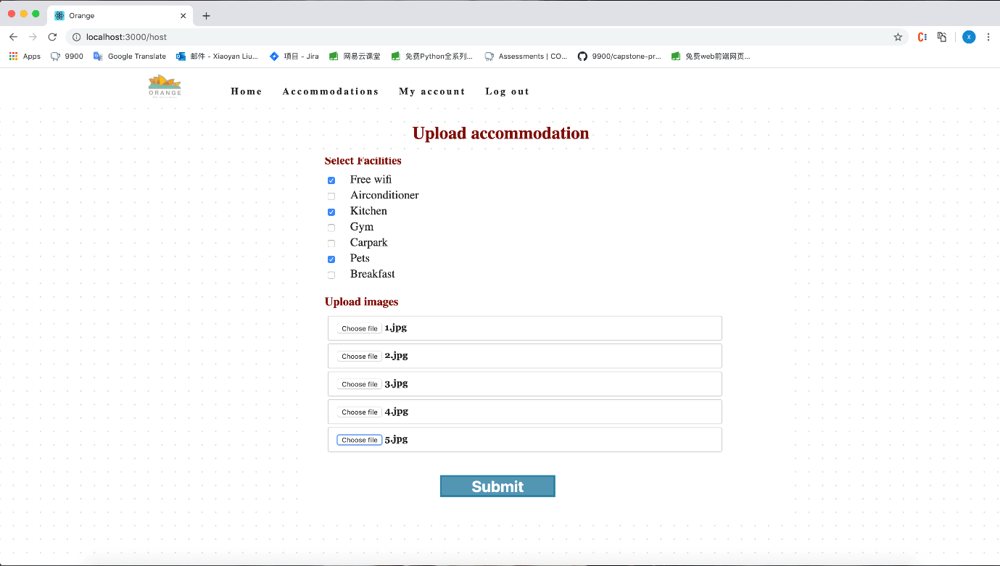 Orange
localhost:3000/host
X
Apps 9900 Google Translate 邮件 - Xiaoyan Liu... 项目 - Jira 网易云课堂 免费Python全系列... Assessments | CO... 9900/capstone-pr... 免费web前端网页...
ORANGE
Home Accommodations My account Log out
Upload accommodation
Select Facilities
Free wifi
Airconditioner
Kitchen
Gym
Carpark
Pets
Breakfast
Upload images
Choose file 1.jpg
Choose file 2.jpg
Choose file 3.jpg
Choose file 4.jpg
Choose file 5.jpg
Submit